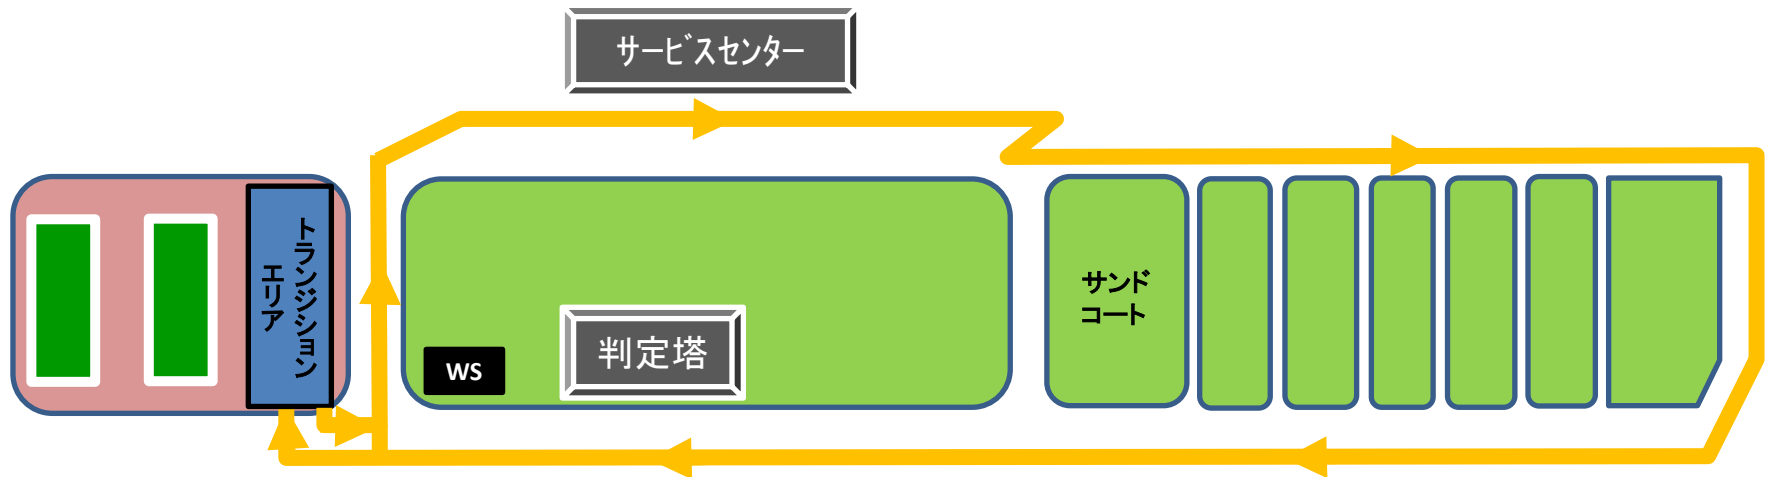 サービスセンター
トランジション
エリア
サンド
コート
判定塔
WS